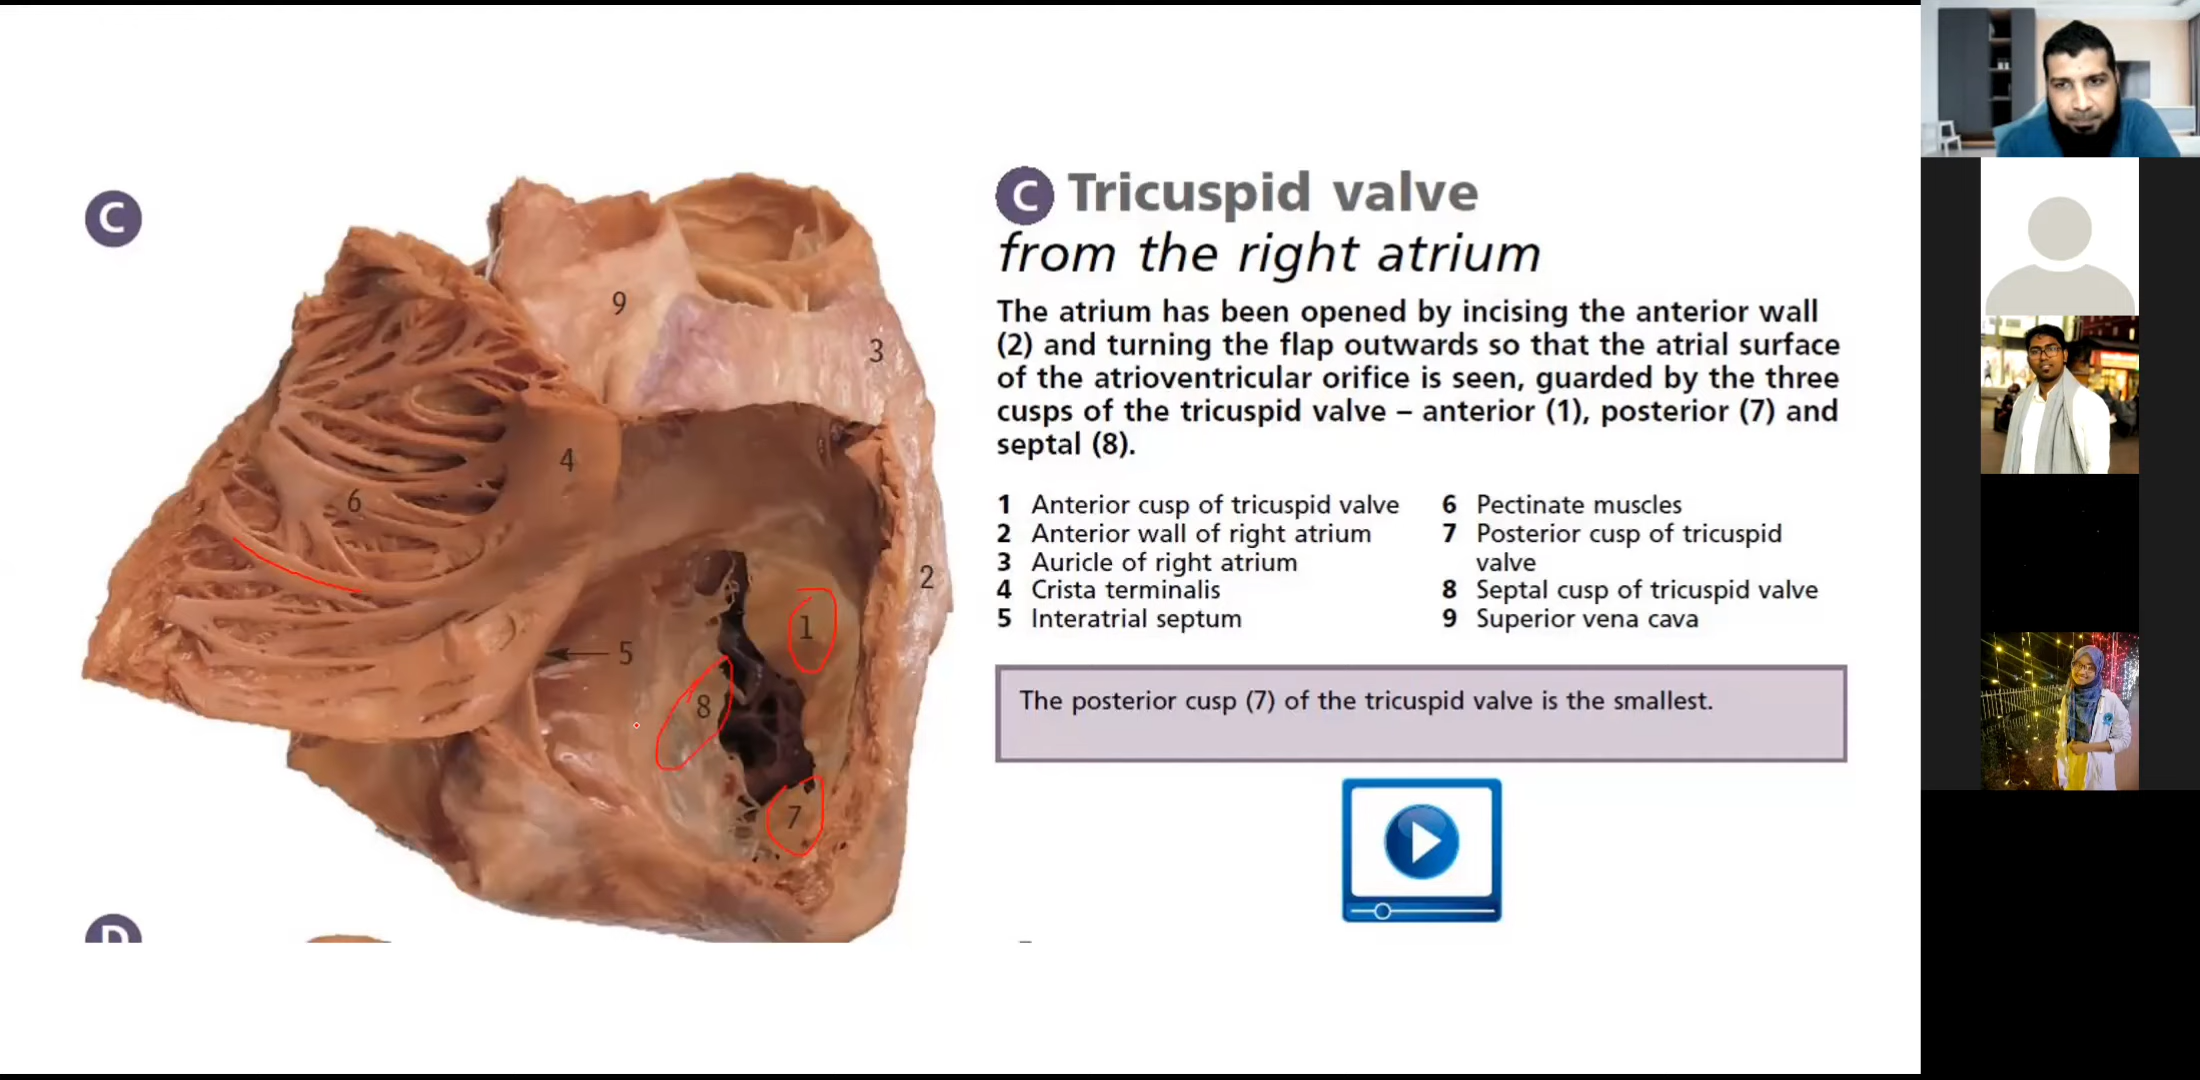 C
9
3
4
6
2
5
1
8
7
D
C Tricuspid valve
from the right atrium
The atrium has been opened by incising the anterior wall
(2) and turning the flap outwards so that the atrial surface
of the atrioventricular orifice is seen, guarded by the three
cusps of the tricuspid valve – anterior (1), posterior (7) and
septal (8).
1 Anterior cusp of tricuspid valve
2 Anterior wall of right atrium
3 Auricle of right atrium
4 Crista terminalis
5 Interatrial septum
6 Pectinate muscles
7 Posterior cusp of tricuspid
valve
8 Septal cusp of tricuspid valve
9 Superior vena cava
The posterior cusp (7) of the tricuspid valve is the smallest.